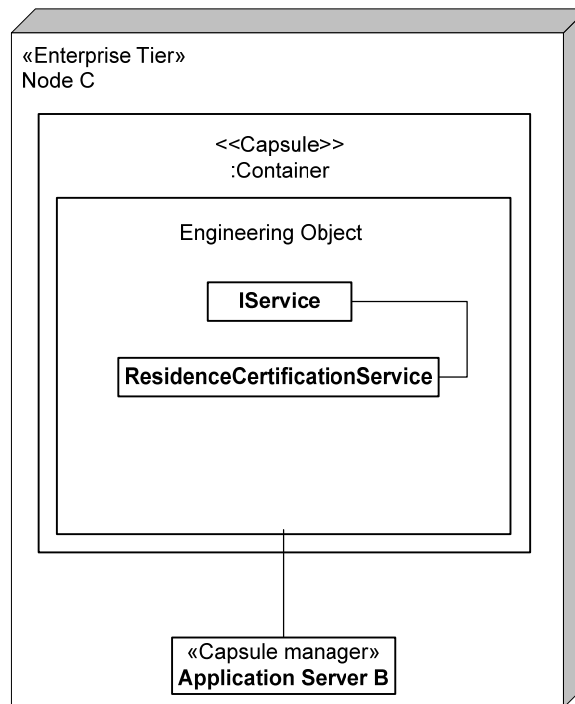 «Enterprise Tier»
Node C
<<Capsule>>
:Container
Engineering Object
IService
ResidenceCertificationService
«Capsule manager»
Application Server B